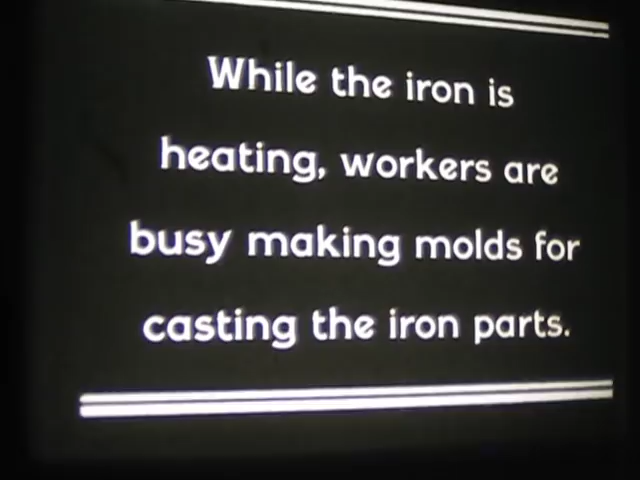 While the iron is
heating, workers are
busy making molds for
casting the iron parts.